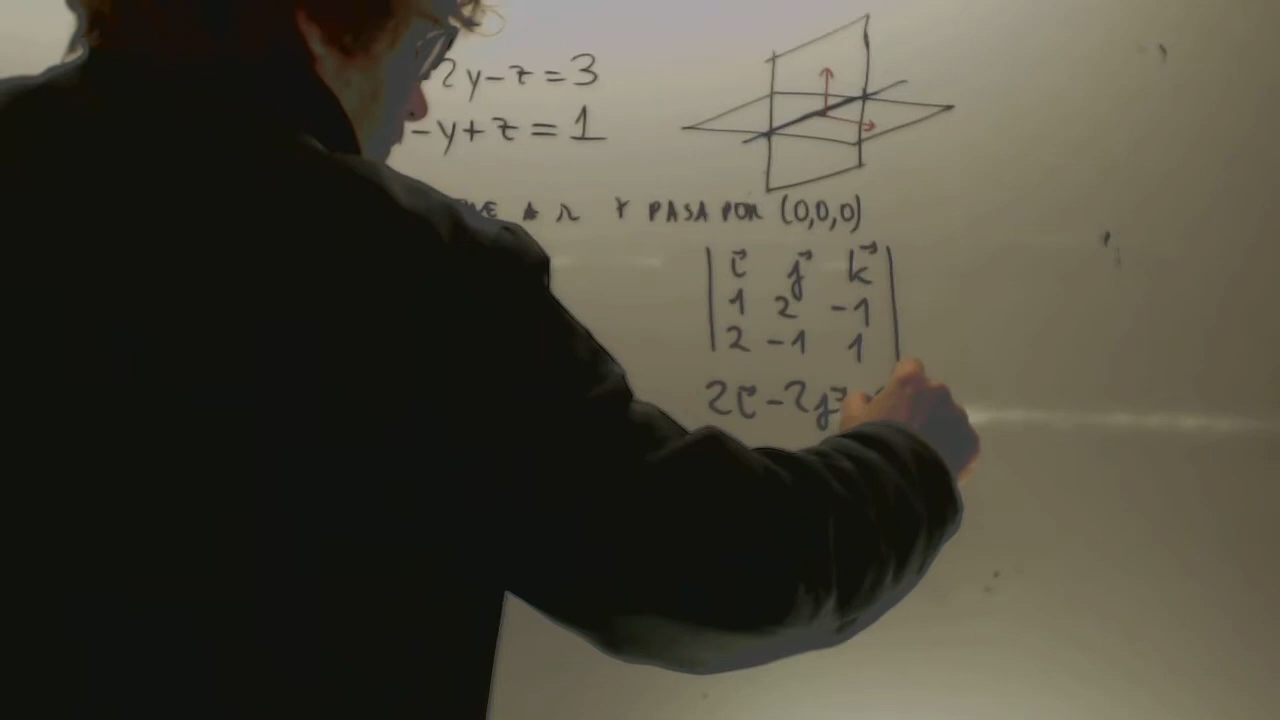 2y-z=3
-y+z=1
A r Y PASA POR (0,0,0)
i⃗ j⃗ k⃗
1 2 -1
2 -1 1
2i⃗-2j⃗